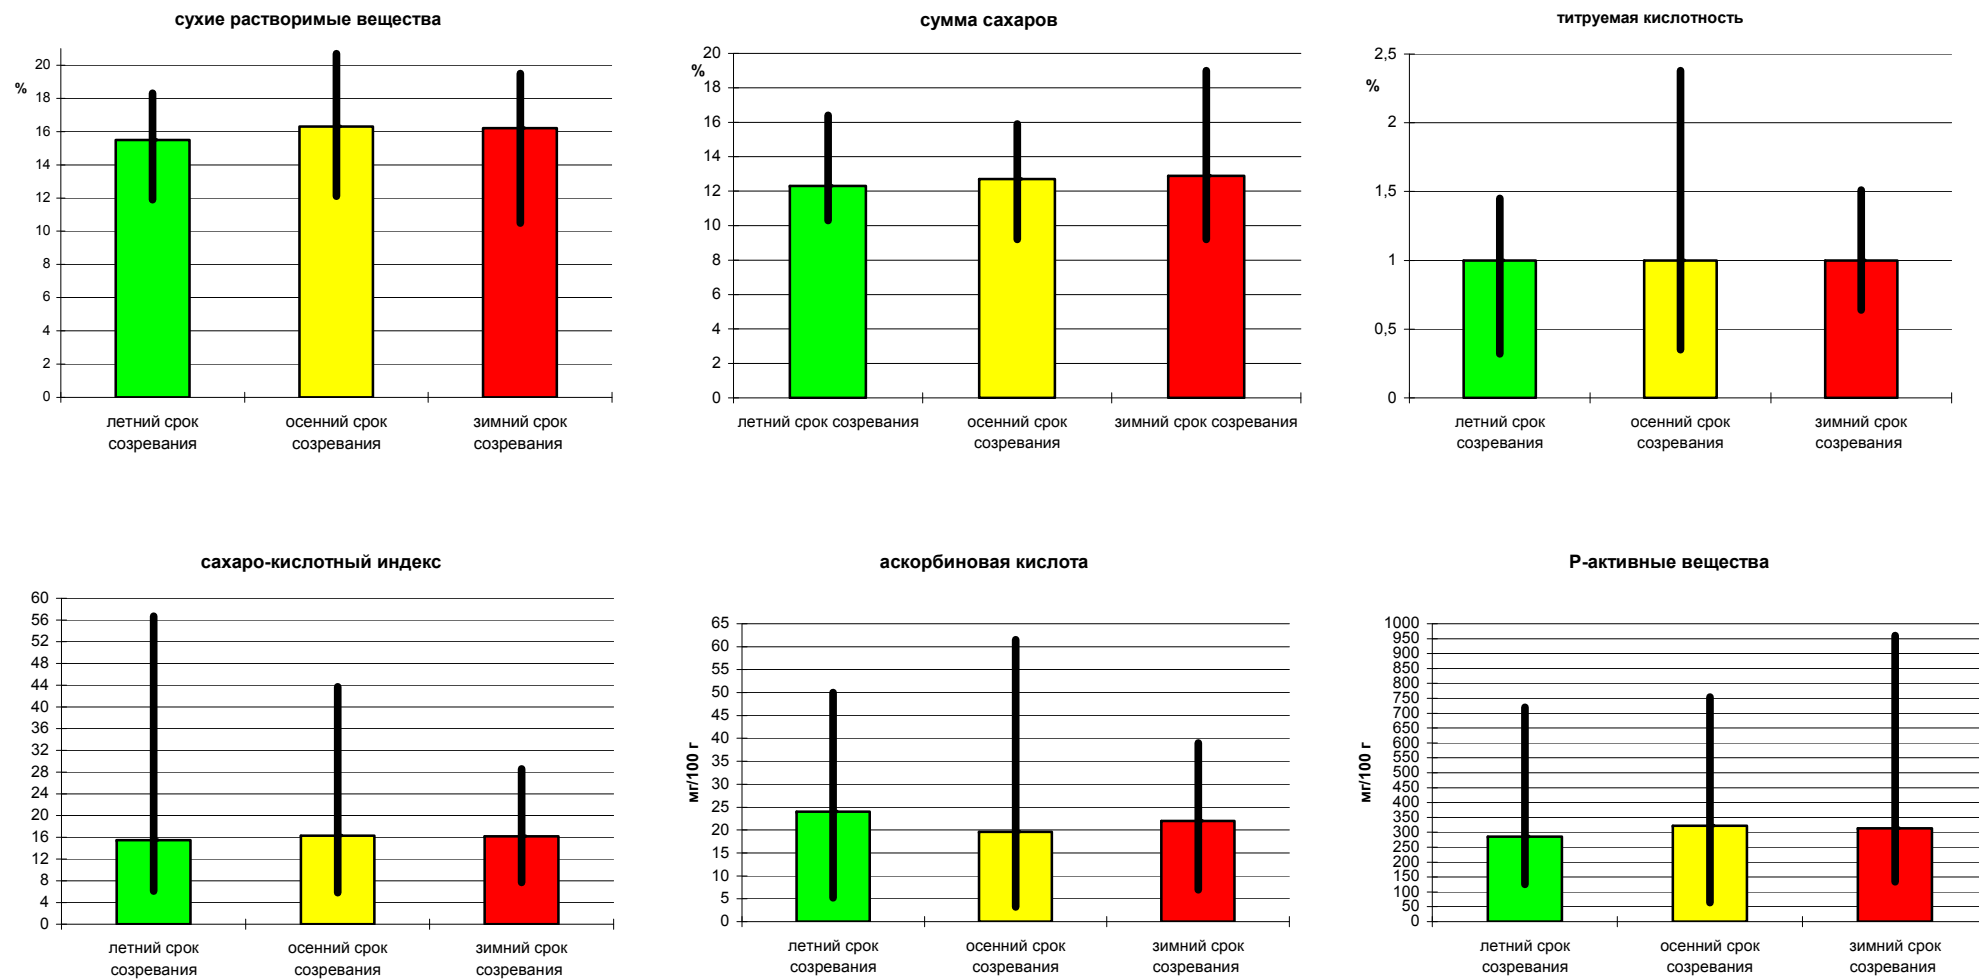 сухие растворимые вещества
%
20
18
16
14
12
10
8
6
4
2
0
летний срок
созревания
осенний срок
созревания
зимний срок
созревания
сумма сахаров
%
20
18
16
14
12
10
8
6
4
2
0
летний срок созревания
осенний срок
созревания
зимний срок созревания
титруемая кислотность
%
2,5
2
1,5
1
0,5
0
летний срок
созревания
осенний срок
созревания
зимний срок
созревания
сахаро-кислотный индекс
60
56
52
48
44
40
36
32
28
24
20
16
12
8
4
0
летний срок
созревания
осенний срок
созревания
зимний срок
созревания
аскорбиновая кислота
мг/100 г
65
60
55
50
45
40
35
30
25
20
15
10
5
0
летний срок
созревания
осенний срок
созревания
зимний срок
созревания
Р-активные вещества
мг/100 г
1000
950
900
850
800
750
700
650
600
550
500
450
400
350
300
250
200
150
100
50
0
летний срок
созревания
осенний срок
созревания
зимний срок
созревания